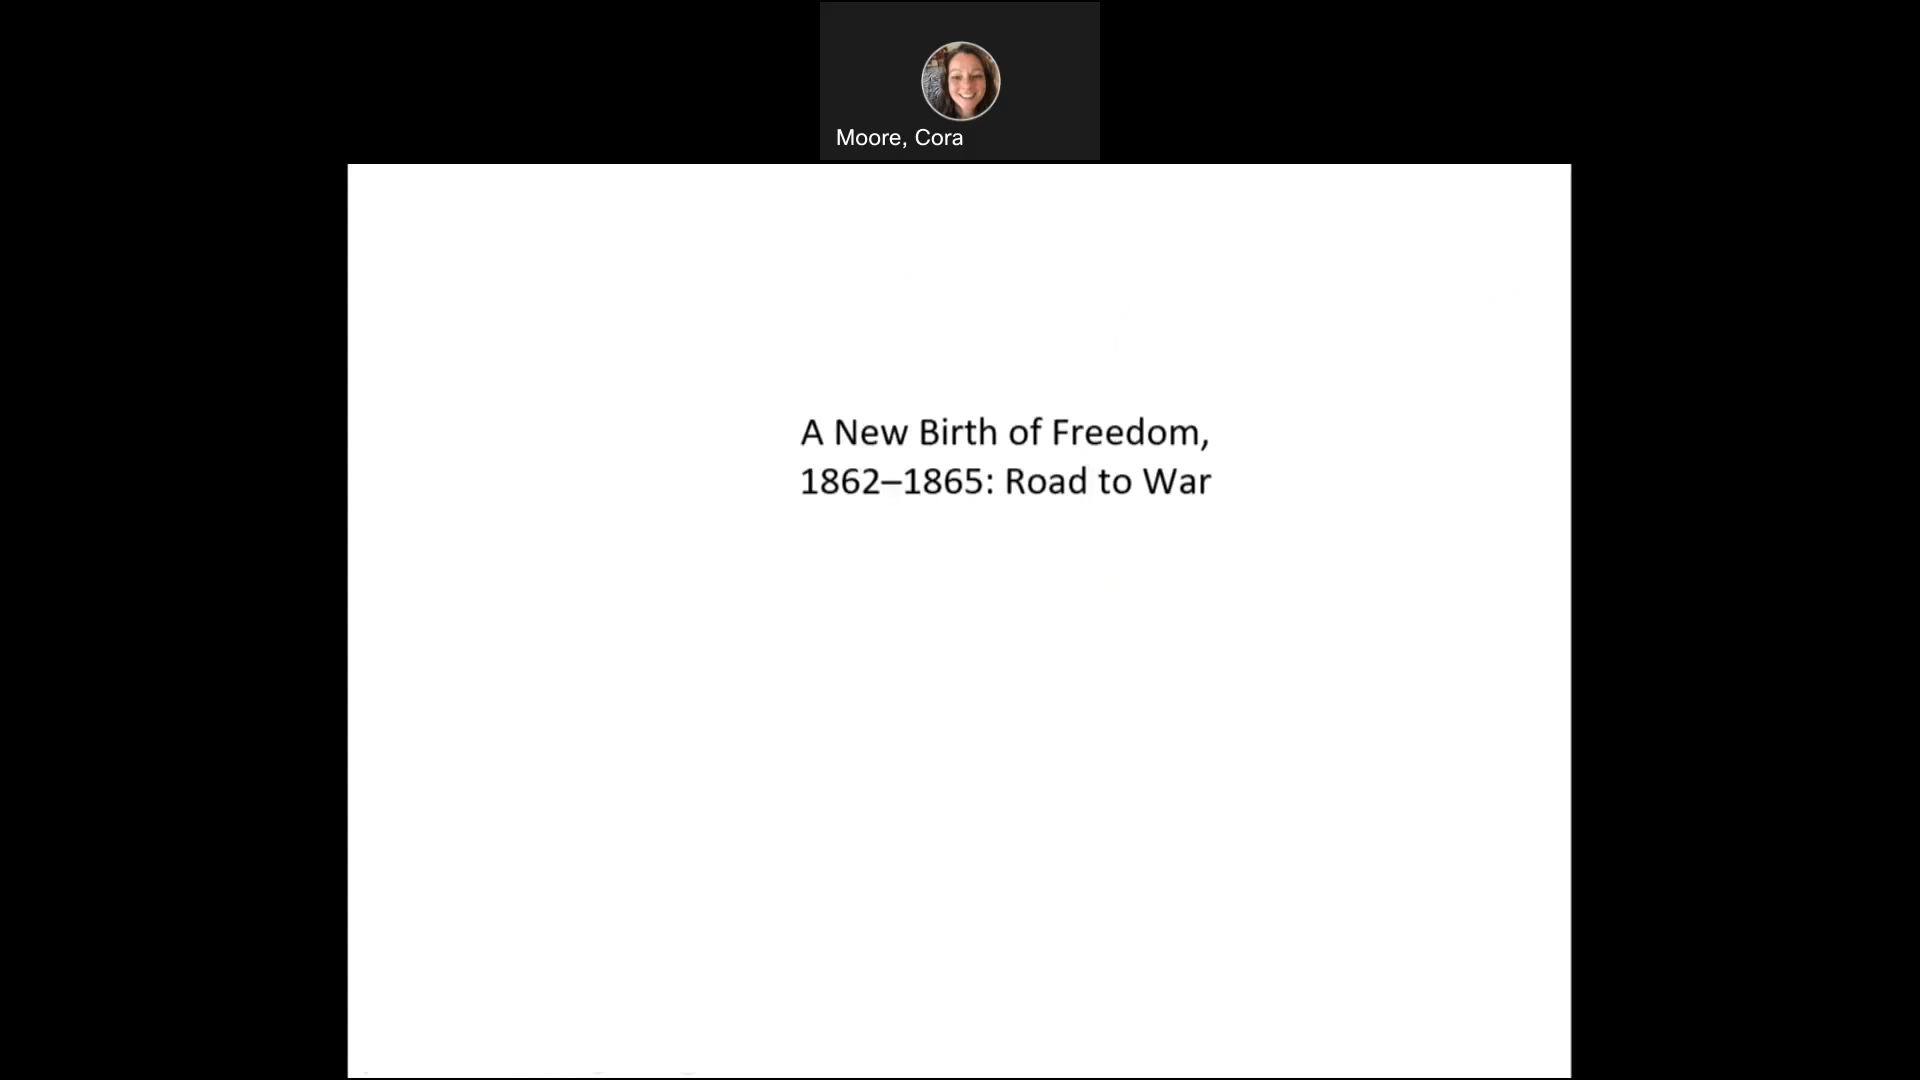 Moore, Cora
A New Birth of Freedom,
1862–1865: Road to War